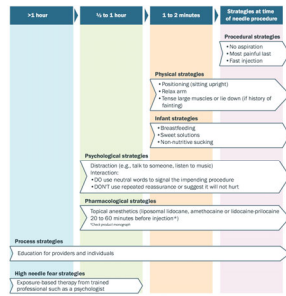 >1 hour
½ to 1 hour
1 to 2 minutes
Strategies at time
of needle procedure
Procedural strategies
• No aspiration
• Most painful last
• Fast injection
Physical strategies
• Positioning (sitting upright)
• Relax arm
• Tense large muscles or lie down (if history of
fainting)
Infant strategies
• Breastfeeding
• Sweet solutions
• Non-nutritive sucking
Psychological strategies
Distraction (e.g., talk to someone, listen to music)
Interaction:
• DO use neutral words to signal the impending procedure
• DON'T use repeated reassurance or suggest it will not hurt
Pharmacological strategies
Topical anesthetics (liposomal lidocaine, amethocaine or lidocaine-prilocaine
20 to 60 minutes before injection*)
*Check product monograph
Process strategies
Education for providers and individuals
High needle fear strategies
Exposure-based therapy from trained
professional such as a psychologist